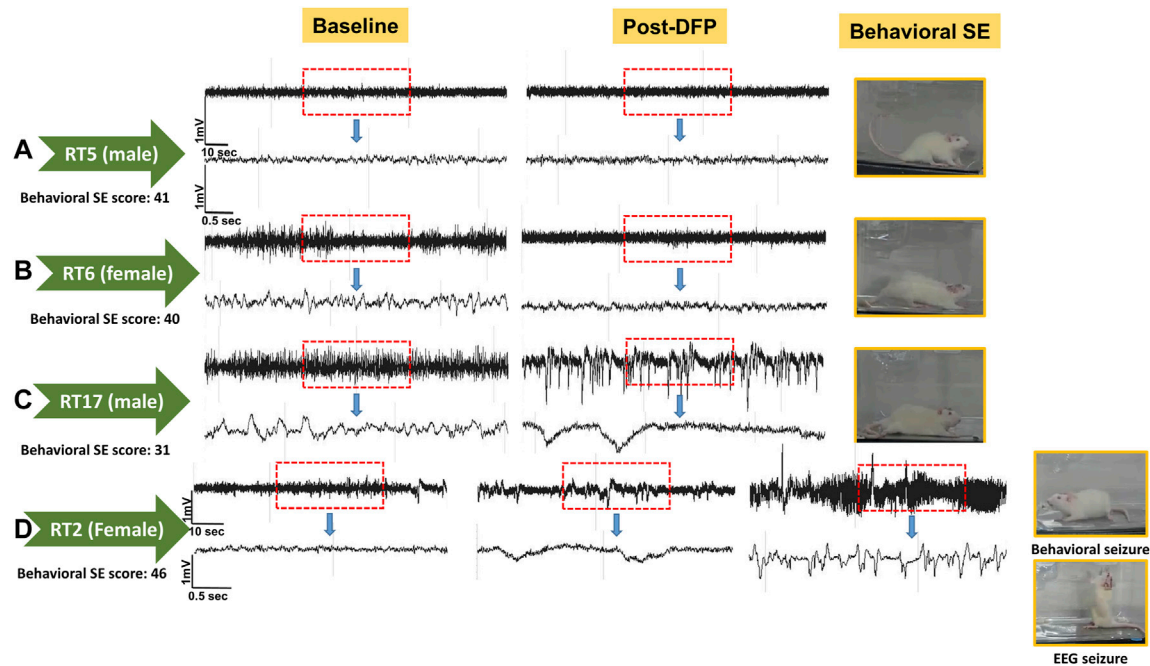 Baseline
Post-DFP
Behavioral SE
1mV
10 sec
A
RT5 (male)
Behavioral SE score: 41
1mV
0.5 sec
B
RT6 (female)
Behavioral SE score: 40
C
RT17 (male)
Behavioral SE score: 31
1mV
10 sec
D
RT2 (Female)
Behavioral SE score: 46
1mV
0.5 sec
Behavioral seizure
EEG seizure